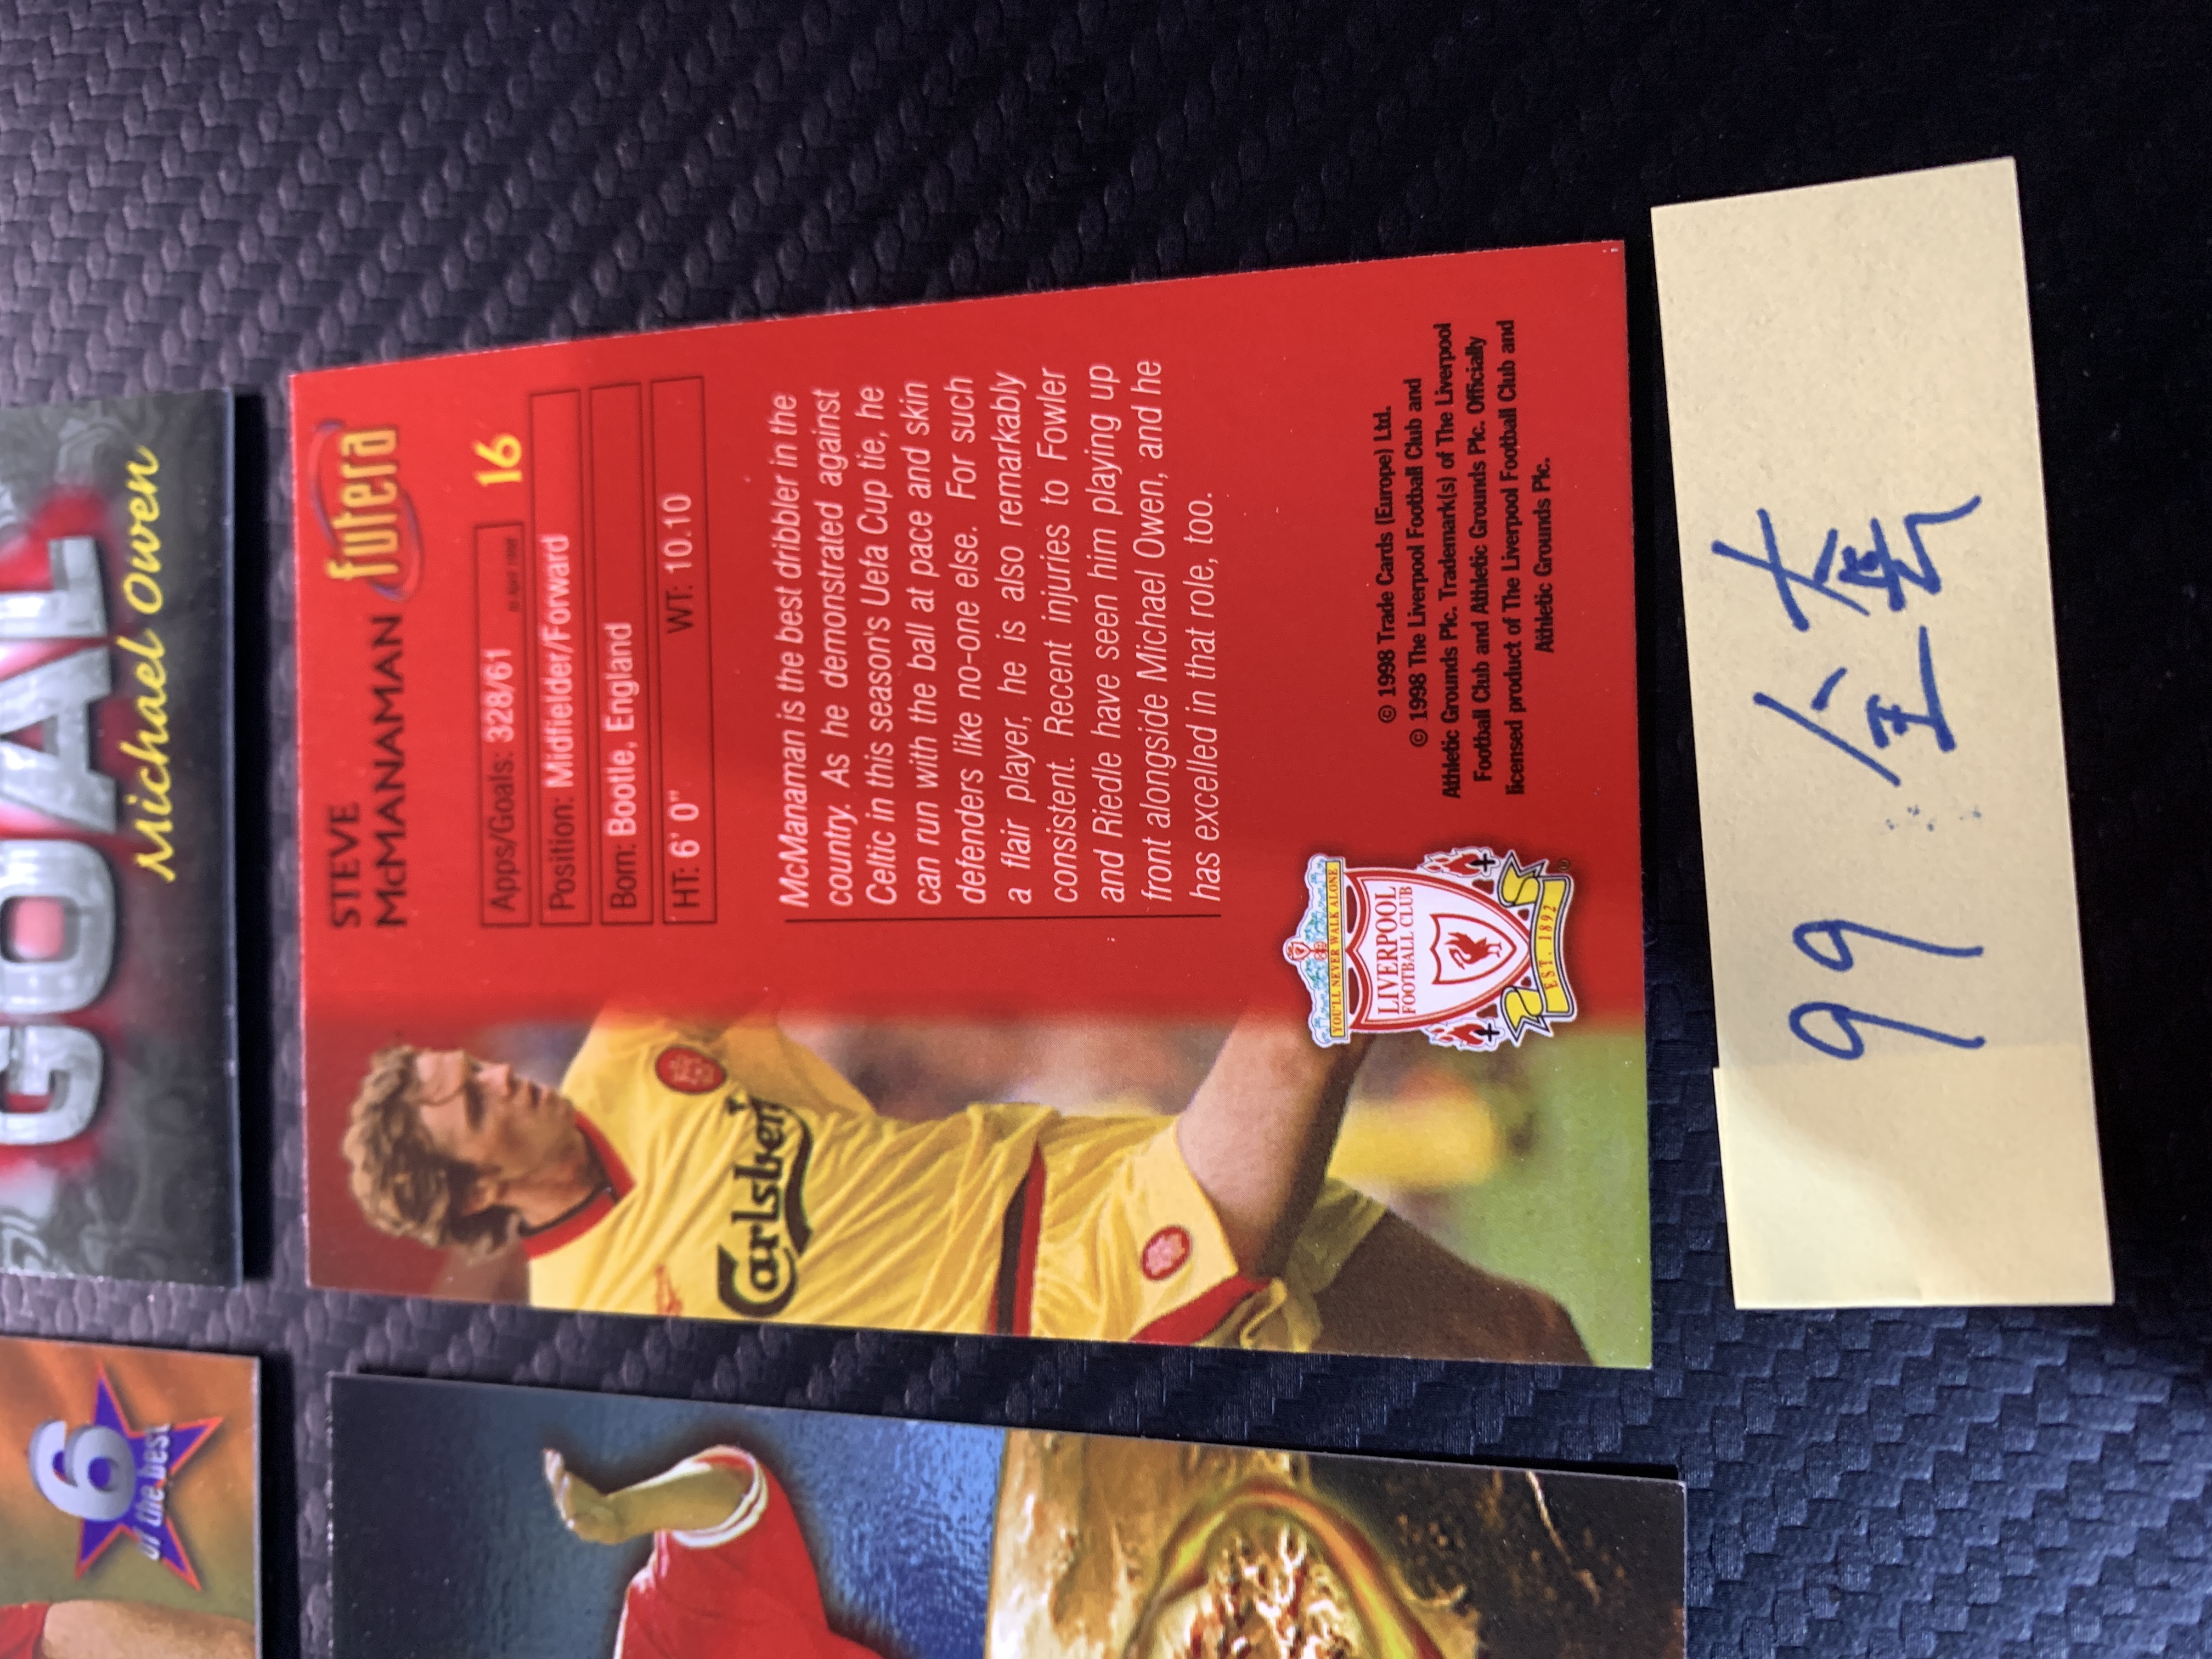 GOAL
Michael Owen
6
of the best
STEVE
McMANAMAN
futera
16
Apps/Goals: 328/61
Position: Midfielder/Forward
Born: Bootle, England
HT: 6' 0" WT: 10.10
McManaman is the best dribbler in the
country. As he demonstrated against
Celtic in this season's Uefa Cup tie, he
can run with the ball at pace and skin
defenders like no-one else. For such
a flair player, he is also remarkably
consistent. Recent injuries to Fowler
and Riedle have seen him playing up
front alongside Michael Owen, and he
has excelled in that role, too.
YOU'LL NEVER WALK ALONE
LIVERPOOL
FOOTBALL CLUB
EST. 1892
®
© 1998 Trade Cards (Europe) Ltd.
© 1998 The Liverpool Football Club and
Athletic Grounds Plc. Trademark(s) of The Liverpool
Football Club and Athletic Grounds Plc. Officially
licensed product of The Liverpool Football Club and
Athletic Grounds Plc.
Carlsberg
99 全套